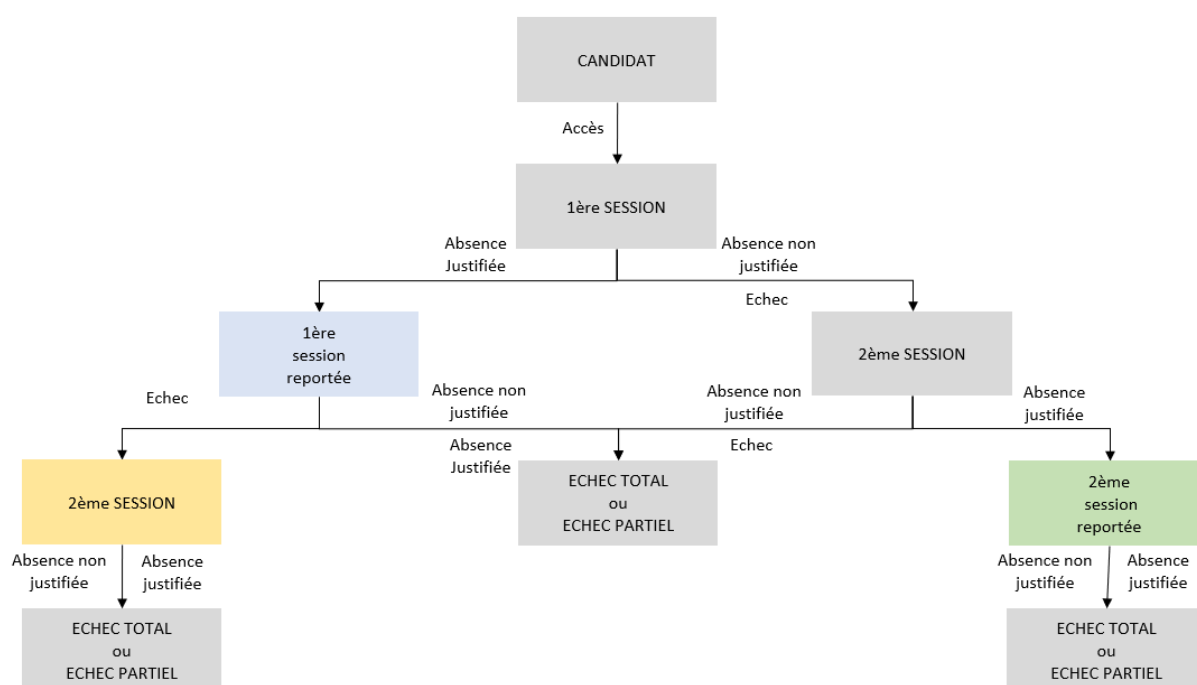 CANDIDAT
Accès
1ère SESSION
Absence
Justifiée
Absence non
justifiée
Echec
1ère
session
reportée
2ème SESSION
Echec
Absence non
justifiée
Absence non
justifiée
Absence
justifiée
Absence
Justifiée
Echec
2ème SESSION
ECHEC TOTAL
ou
ECHEC PARTIEL
2ème
session
reportée
Absence non
justifiée
Absence
justifiée
Absence non
justifiée
Absence
justifiée
ECHEC TOTAL
ou
ECHEC PARTIEL
ECHEC TOTAL
ou
ECHEC PARTIEL